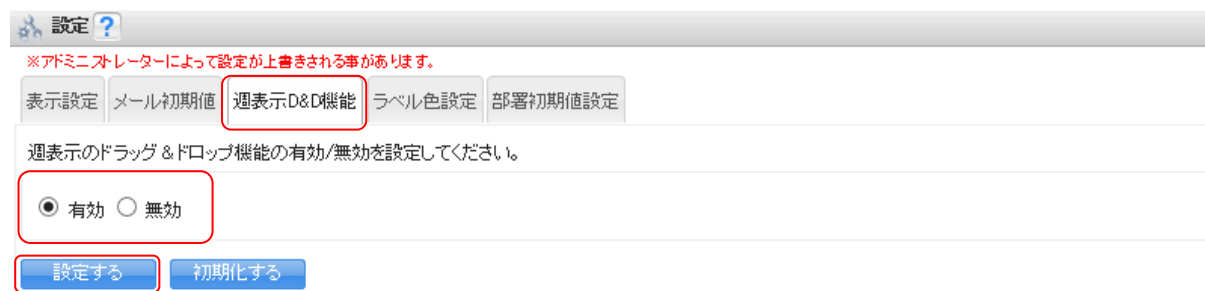 設定 ?
※アドミニストレーターによって設定が上書きされる事があります。
表示設定 メール初期値 週表示D&D機能 ラベル色設定 部署初期値設定
週表示のドラッグ＆ドロップ機能の有効/無効を設定してください。
有効 無効
設定する 初期化する